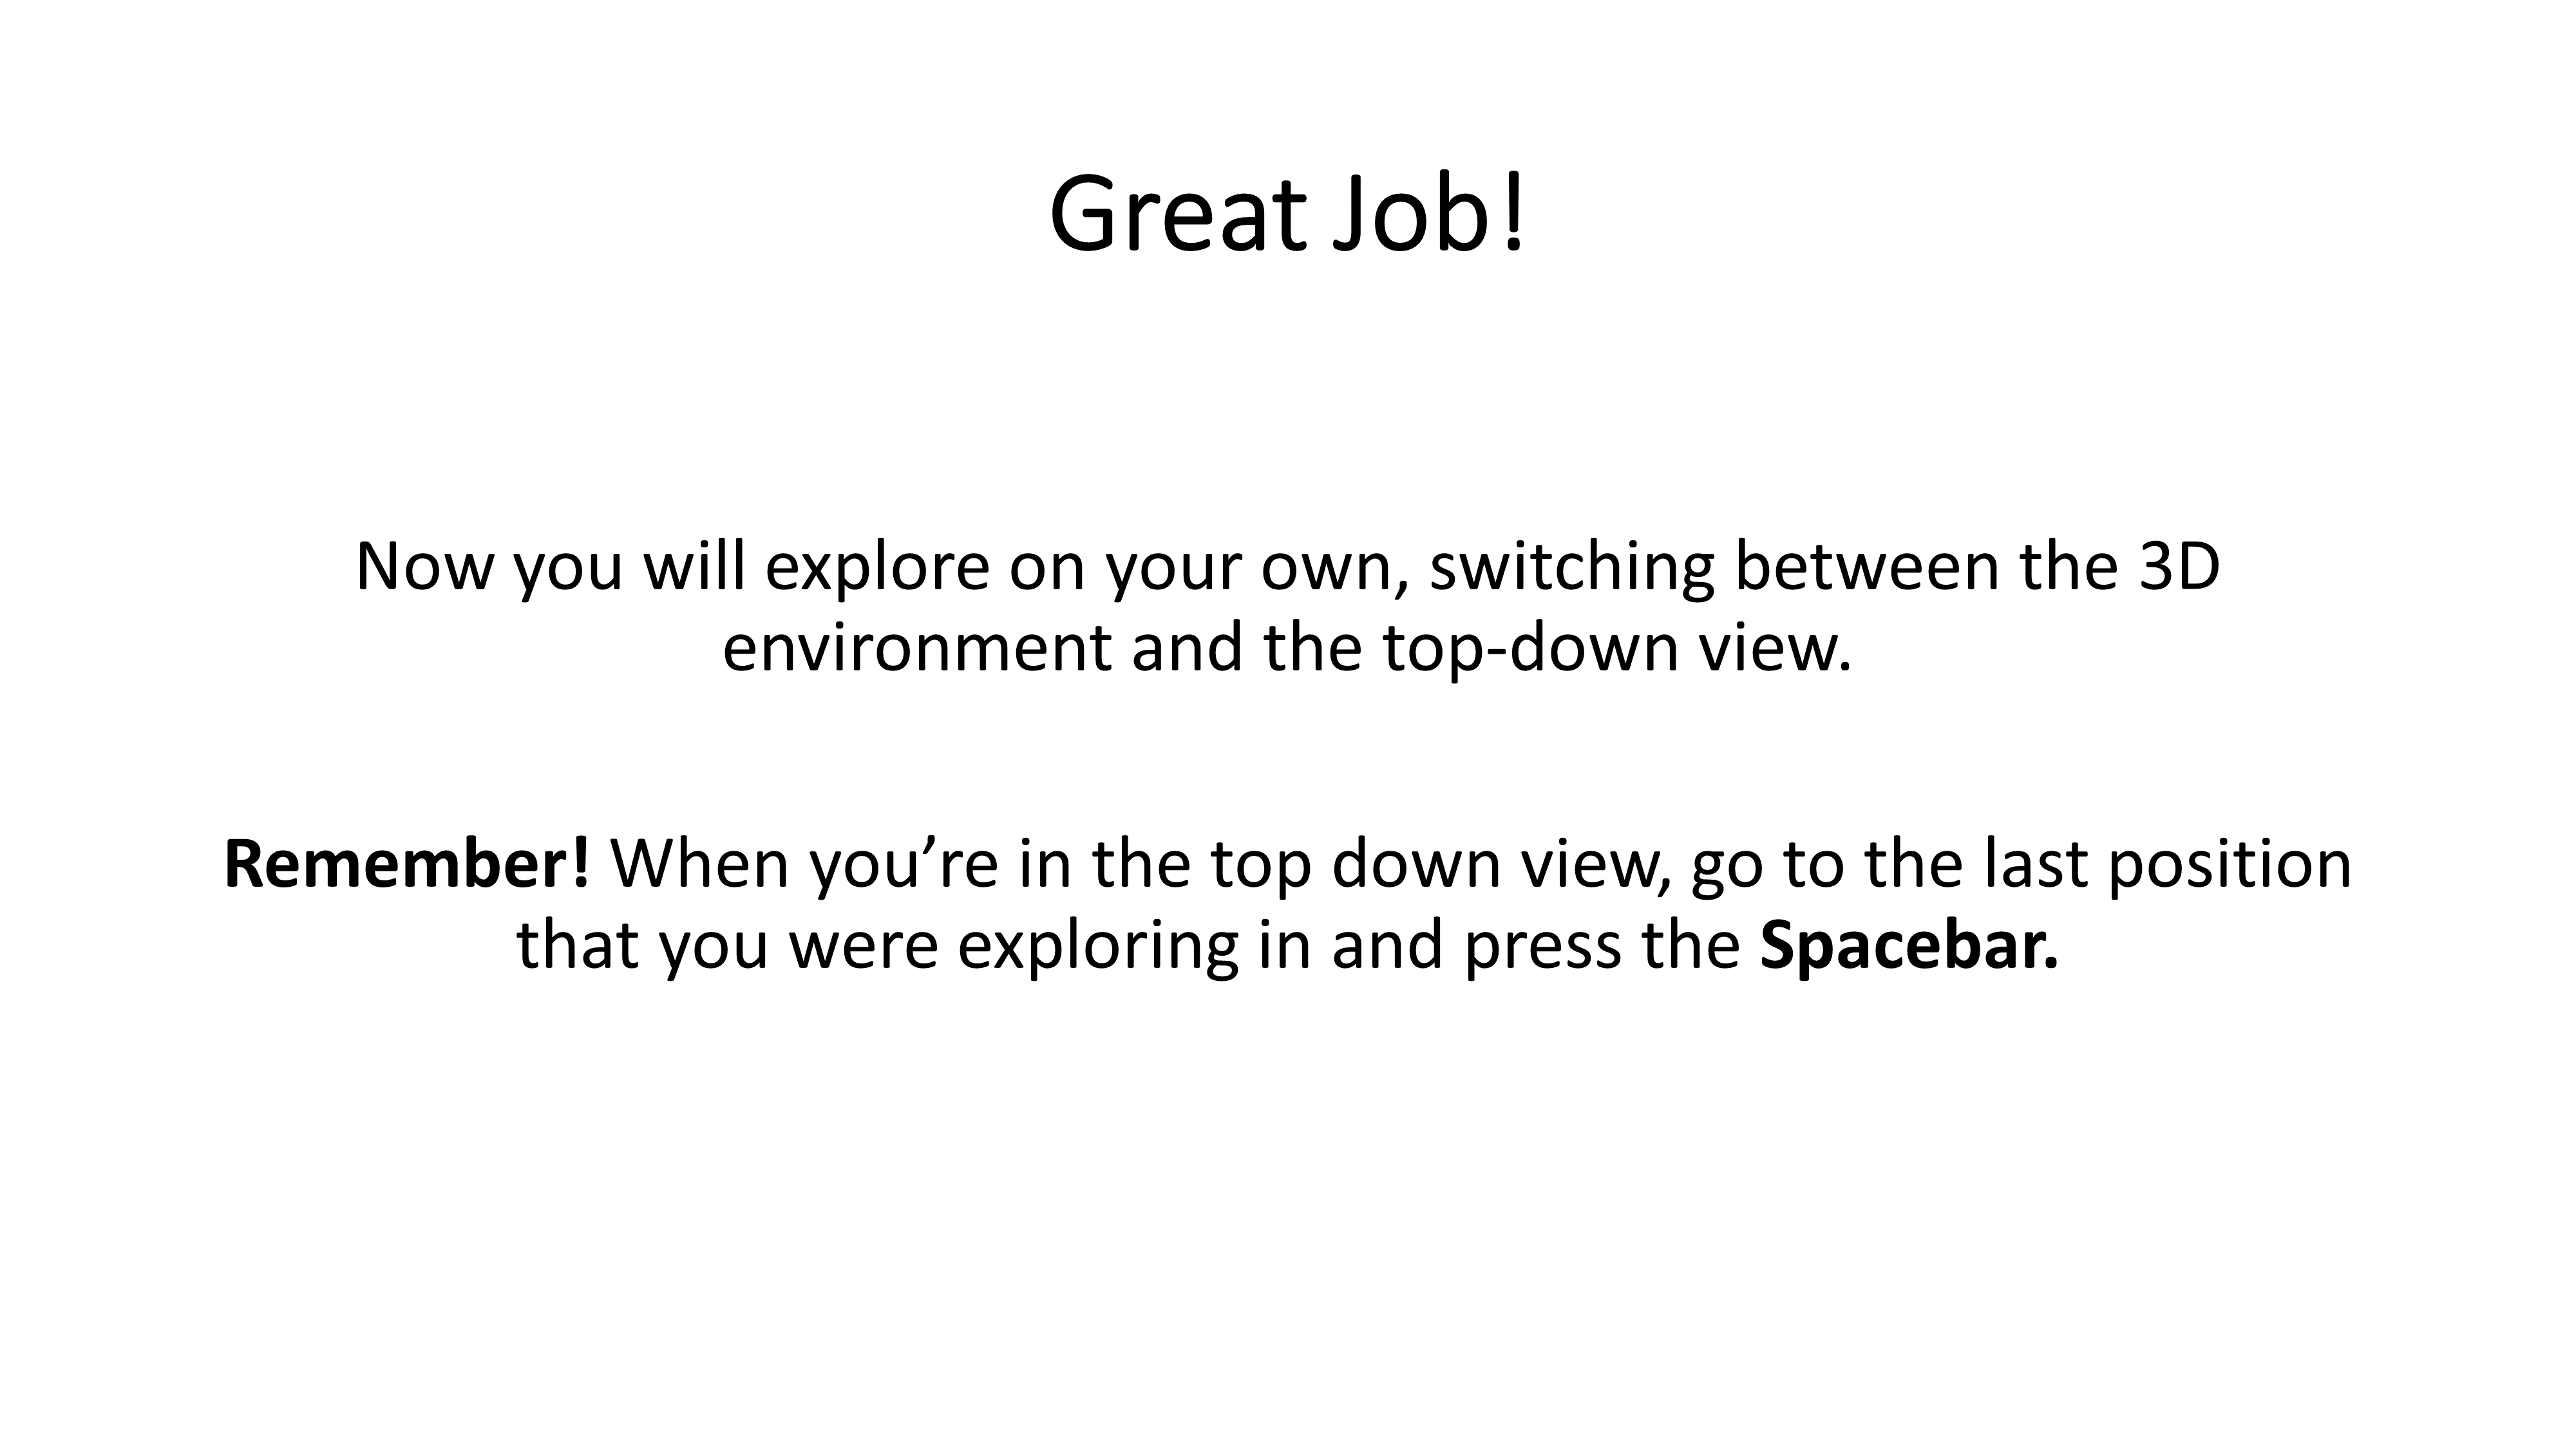 Great Job!
Now you will explore on your own, switching between the 3D
environment and the top-down view.
Remember! When you’re in the top down view, go to the last position
that you were exploring in and press the Spacebar.